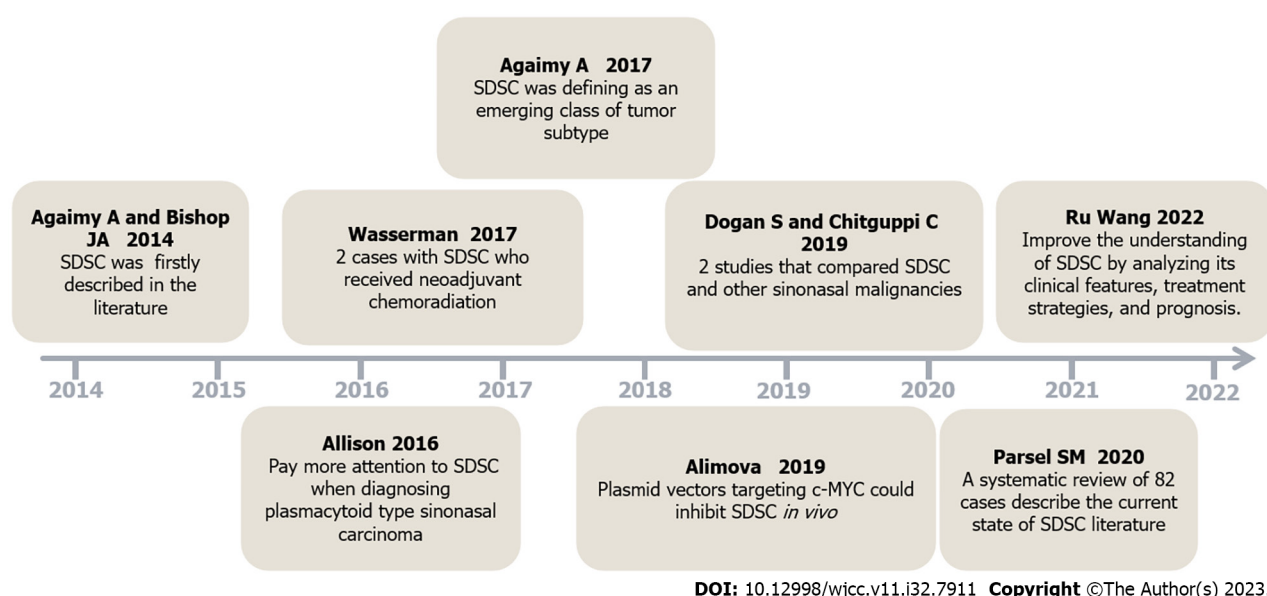 Agaimy A 2017
SDSC was defining as an
emerging class of tumor
subtype
Agaimy A and Bishop
JA 2014
SDSC was firstly
described in the
literature
Wasserman 2017
2 cases with SDSC who
received neoadjuvant
chemoradiation
Dogan S and Chitguppi C
2019
2 studies that compared SDSC
and other sinonasal malignancies
Ru Wang 2022
Improve the understanding
of SDSC by analyzing its
clinical features, treatment
strategies, and prognosis.
2014 2015 2016 2017 2018 2019 2020 2021 2022
Allison 2016
Pay more attention to SDSC
when diagnosing
plasmacytoid type sinonasal
carcinoma
Alimova 2019
Plasmid vectors targeting c-MYC could
inhibit SDSC in vivo
Parsel SM 2020
A systematic review of 82
cases describe the current
state of SDSC literature
DOI: 10.12998/wjcc.v11.i32.7911 Copyright ©The Author(s) 2023.